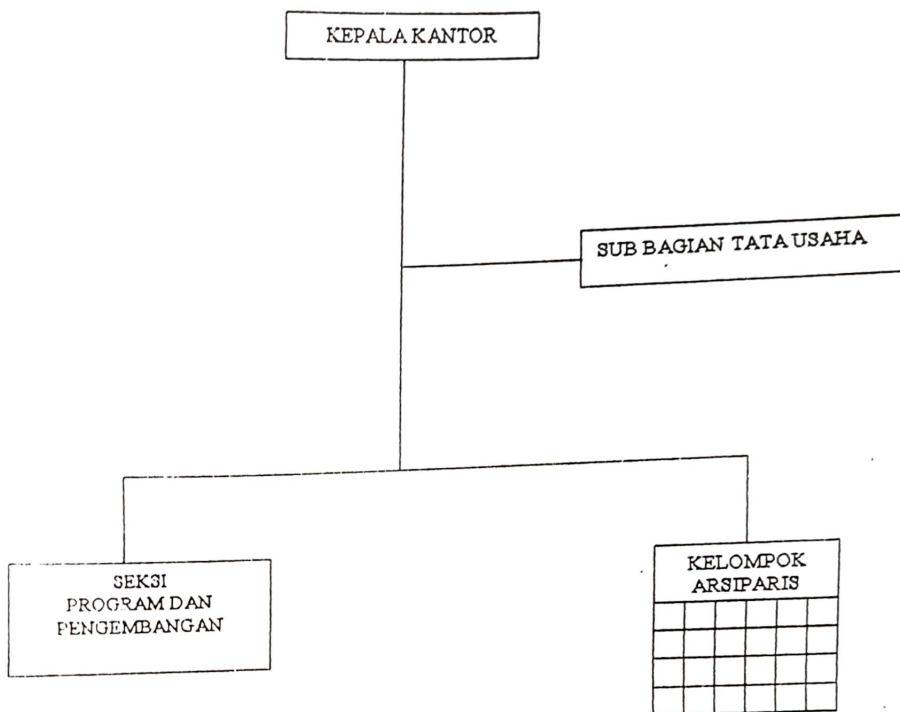 KEPALA KANTOR
SUB BAGIAN TATA USAHA
SEKSI
PROGRAM DAN
PENGEMBANGAN
KELOMPOK
ARSIPARIS